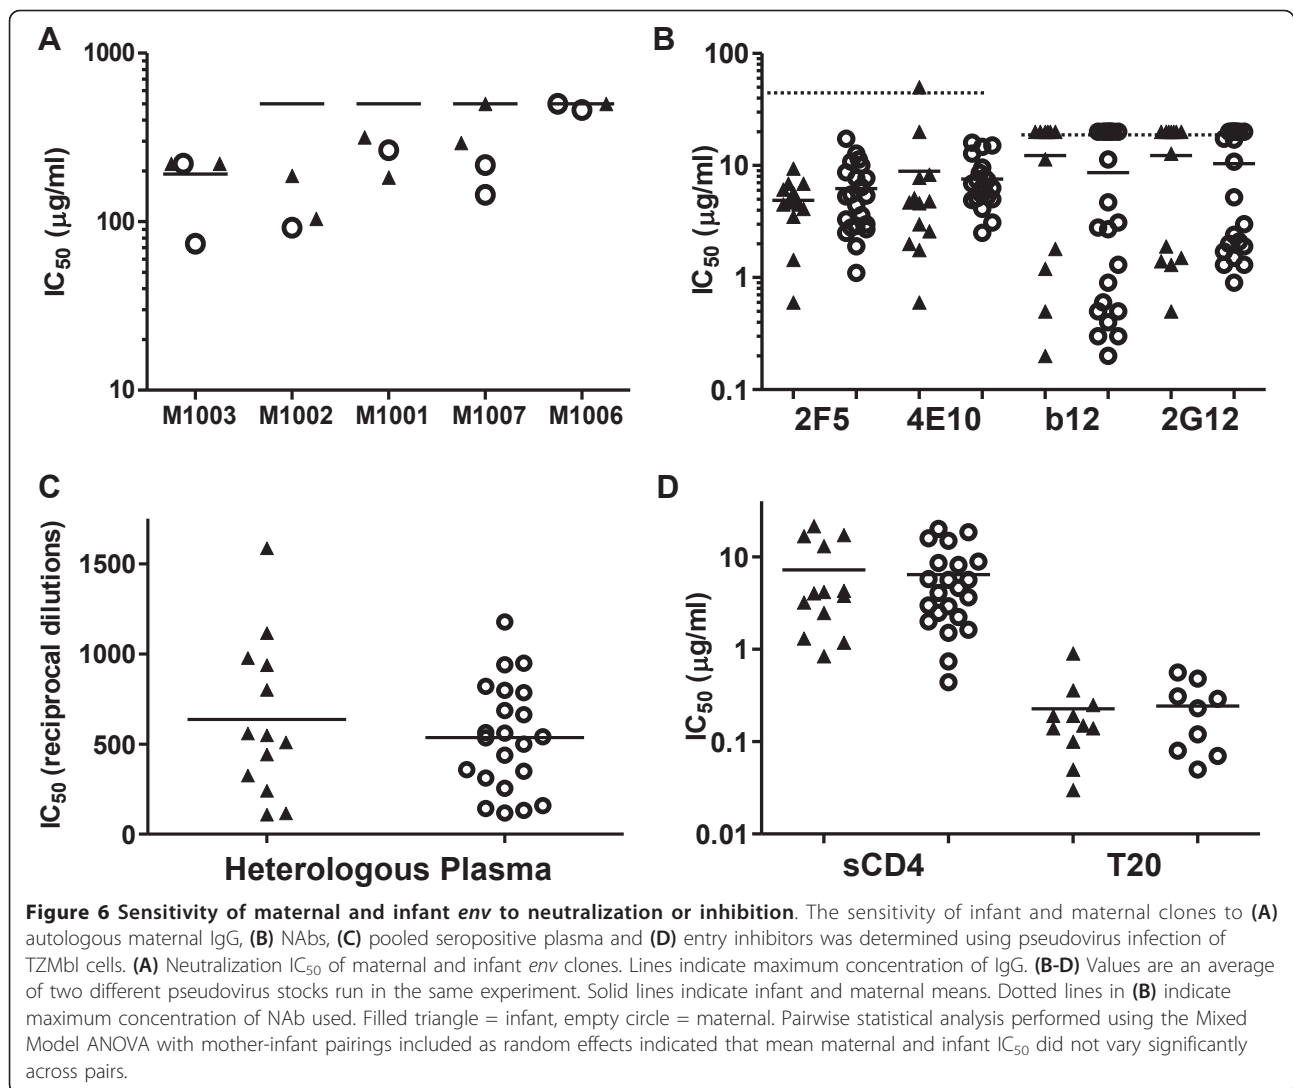 A
1000
100
10
IC50 (µg/ml)
M1003 M1002 M1001 M1007 M1006
B
100
10
1
0.1
IC50 (µg/ml)
2F5 4E10 b12 2G12
C
1500
1000
500
0
IC50 (reciprocal dilutions)
Heterologous Plasma
D
10
1
0.1
0.01
IC50 (µg/ml)
sCD4 T20
Figure 6 Sensitivity of maternal and infant env to neutralization or inhibition. The sensitivity of infant and maternal clones to (A)
autologous maternal IgG, (B) NAbs, (C) pooled seropositive plasma and (D) entry inhibitors was determined using pseudovirus infection of
TZMbl cells. (A) Neutralization IC50 of maternal and infant env clones. Lines indicate maximum concentration of IgG. (B-D) Values are an average
of two different pseudovirus stocks run in the same experiment. Solid lines indicate infant and maternal means. Dotted lines in (B) indicate
maximum concentration of NAb used. Filled triangle = infant, empty circle = maternal. Pairwise statistical analysis performed using the Mixed
Model ANOVA with mother-infant pairings included as random effects indicated that mean maternal and infant IC50 did not vary significantly
across pairs.